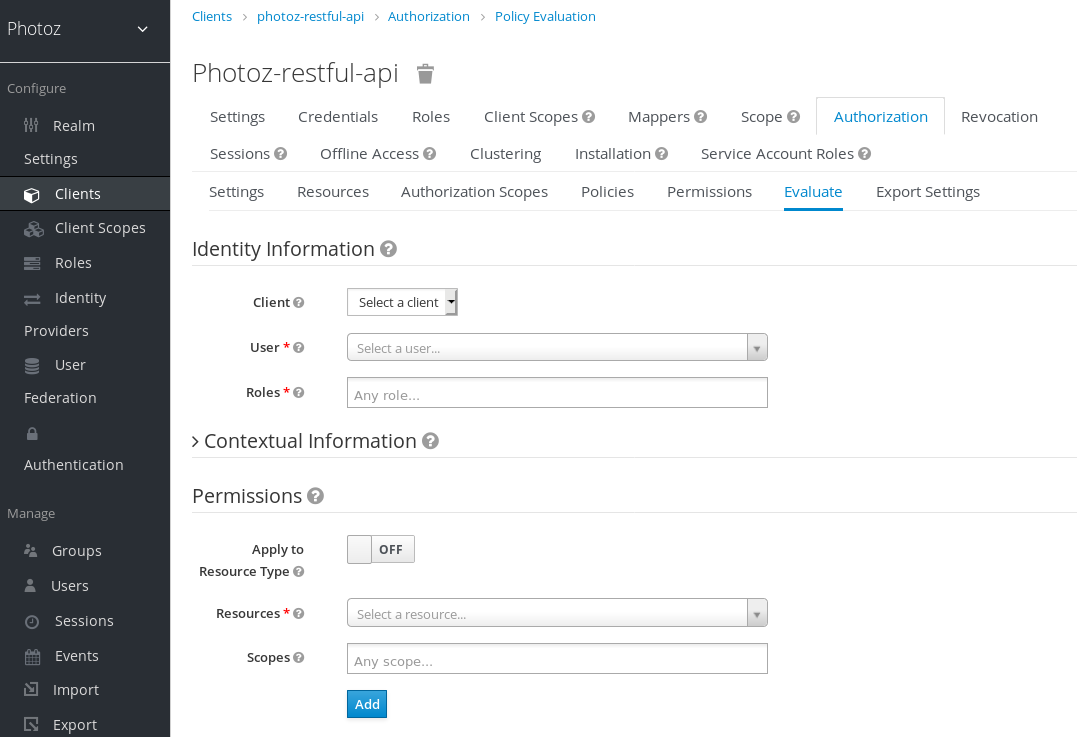 Photoz
Configure
Realm
Settings
Clients
Client Scopes
Roles
Identity
Providers
User
Federation
Authentication
Manage
Groups
Users
Sessions
Events
Import
Export
Clients > photoz-restful-api > Authorization > Policy Evaluation
Photoz-restful-api
Settings Credentials Roles Client Scopes ? Mappers ? Scope ? Authorization Revocation
Sessions ? Offline Access ? Clustering Installation ? Service Account Roles ?
Settings Resources Authorization Scopes Policies Permissions Evaluate Export Settings
Identity Information ?
Client ? Select a client
User * ? Select a user...
Roles * ? Any role...
> Contextual Information ?
Permissions ?
Apply to
Resource Type ? OFF
Resources * ? Select a resource...
Scopes ? Any scope...
Add